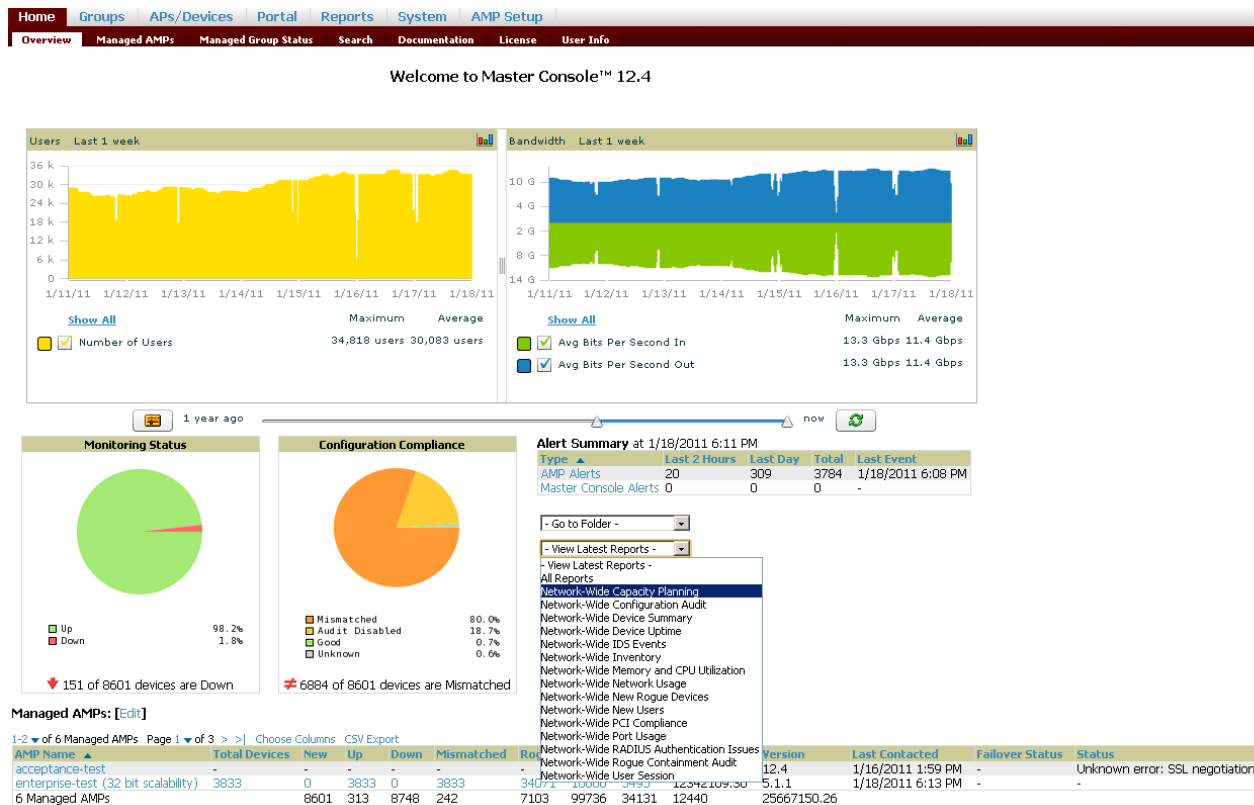 Home Groups APs/Devices Portal Reports System AMP Setup
Overview Managed AMPs Managed Group Status Search Documentation License User Info
Welcome to Master Console™ 12.4
Users Last 1 week
36 k
30 k
24 k
18 k
12 k
6 k
0
1/11/11 1/12/11 1/13/11 1/14/11 1/15/11 1/16/11 1/17/11 1/18/11
Show All Maximum Average
Number of Users 34,818 users 30,083 users
Bandwidth Last 1 week
10 G
4 G
2 G
8 G
14 G
1/11/11 1/12/11 1/13/11 1/14/11 1/15/11 1/16/11 1/17/11 1/18/11
Show All Maximum Average
Avg Bits Per Second In 13.3 Gbps 11.4 Gbps
Avg Bits Per Second Out 13.3 Gbps 11.4 Gbps
1 year ago now
Monitoring Status
Up 98.2%
Down 1.8%
151 of 8601 devices are Down
Configuration Compliance
Mismatched 80.0%
Audit Disabled 18.7%
Good 0.7%
Unknown 0.6%
≠ 6884 of 8601 devices are Mismatched
Alert Summary at 1/18/2011 6:11 PM
Type Last 2 Hours Last Day Total Last Event
AMP Alerts 20 309 3784 1/18/2011 6:08 PM
Master Console Alerts 0 0 0 -
- Go to Folder -
- View Latest Reports -
- View Latest Reports -
All Reports
Network-Wide Capacity Planning
Network-Wide Configuration Audit
Network-Wide Device Summary
Network-Wide Device Uptime
Network-Wide IDS Events
Network-Wide Inventory
Network-Wide Memory and CPU Utilization
Network-Wide Network Usage
Network-Wide New Rogue Devices
Network-Wide New Users
Network-Wide PCI Compliance
Network-Wide Port Usage
Network-Wide RADIUS Authentication Issues
Network-Wide Rogue Containment Audit
Network-Wide User Session
Managed AMPs: [Edit]
1-2 of 6 Managed AMPs Page 1 of 3 > >| Choose Columns CSV Export
AMP Name Total Devices New Up Down Mismatched Version Last Contacted Failover Status Status
acceptance-test - - - - - 12.4 1/16/2011 1:59 PM - Unknown error: SSL negotiation
enterprise-test (32 bit scalability) 3833 0 3833 0 3833 5.1.1 1/18/2011 6:13 PM - -
6 Managed AMPs 8601 313 8748 242 7103 99736 34131 12440 25667150.26